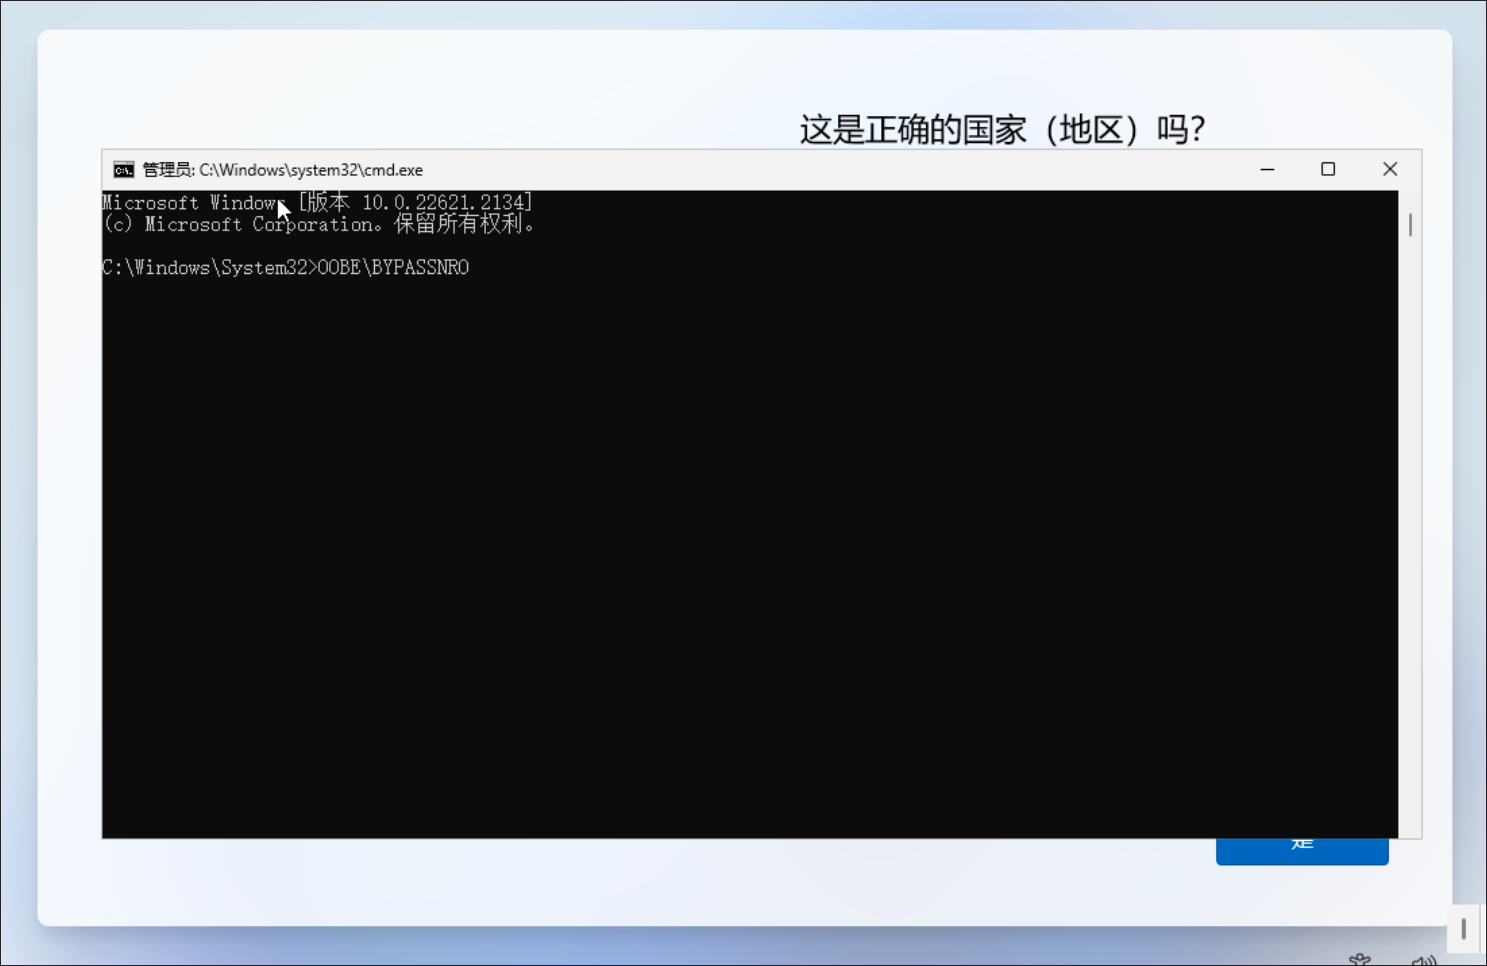 这是正确的国家（地区）吗？
管理员: C:\Windows\system32\cmd.exe
Microsoft Windows [版本 10.0.22621.2134]
(c) Microsoft Corporation。保留所有权利。
C:\Windows\System32>OOBE\BYPASSNRO
是